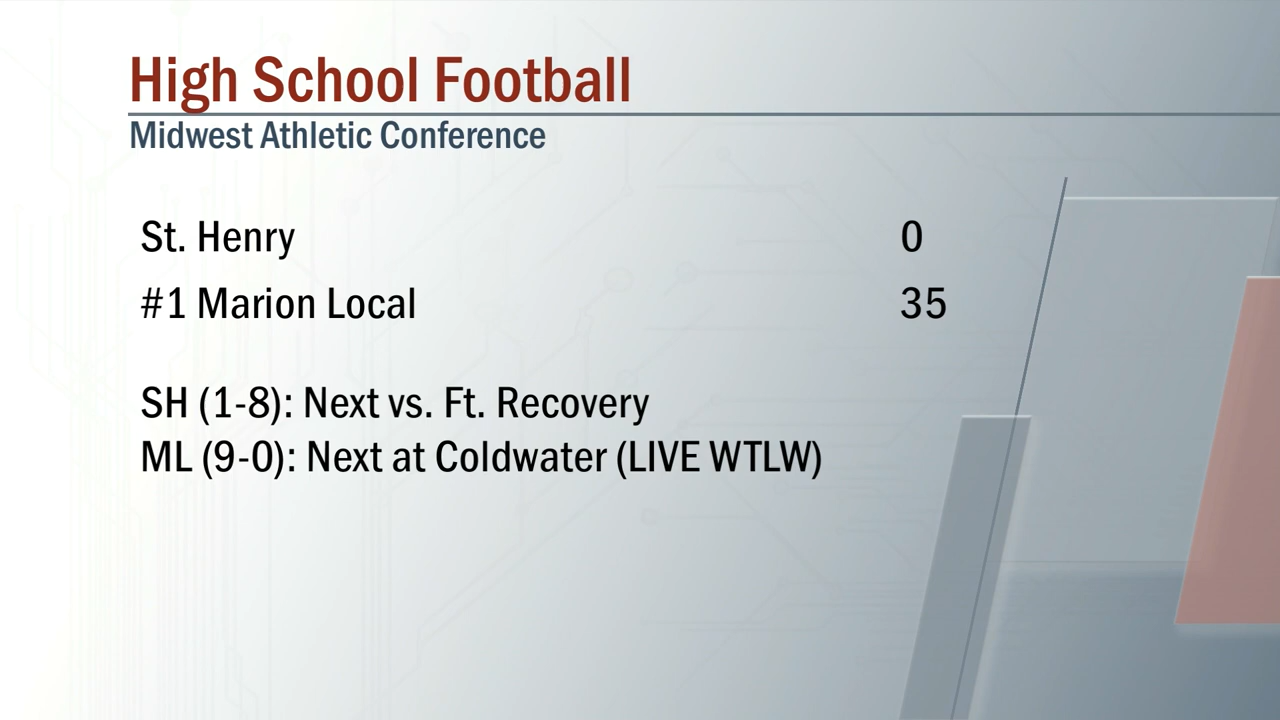 High School Football
Midwest Athletic Conference
St. Henry 0
#1 Marion Local 35
SH (1-8): Next vs. Ft. Recovery
ML (9-0): Next at Coldwater (LIVE WTLW)